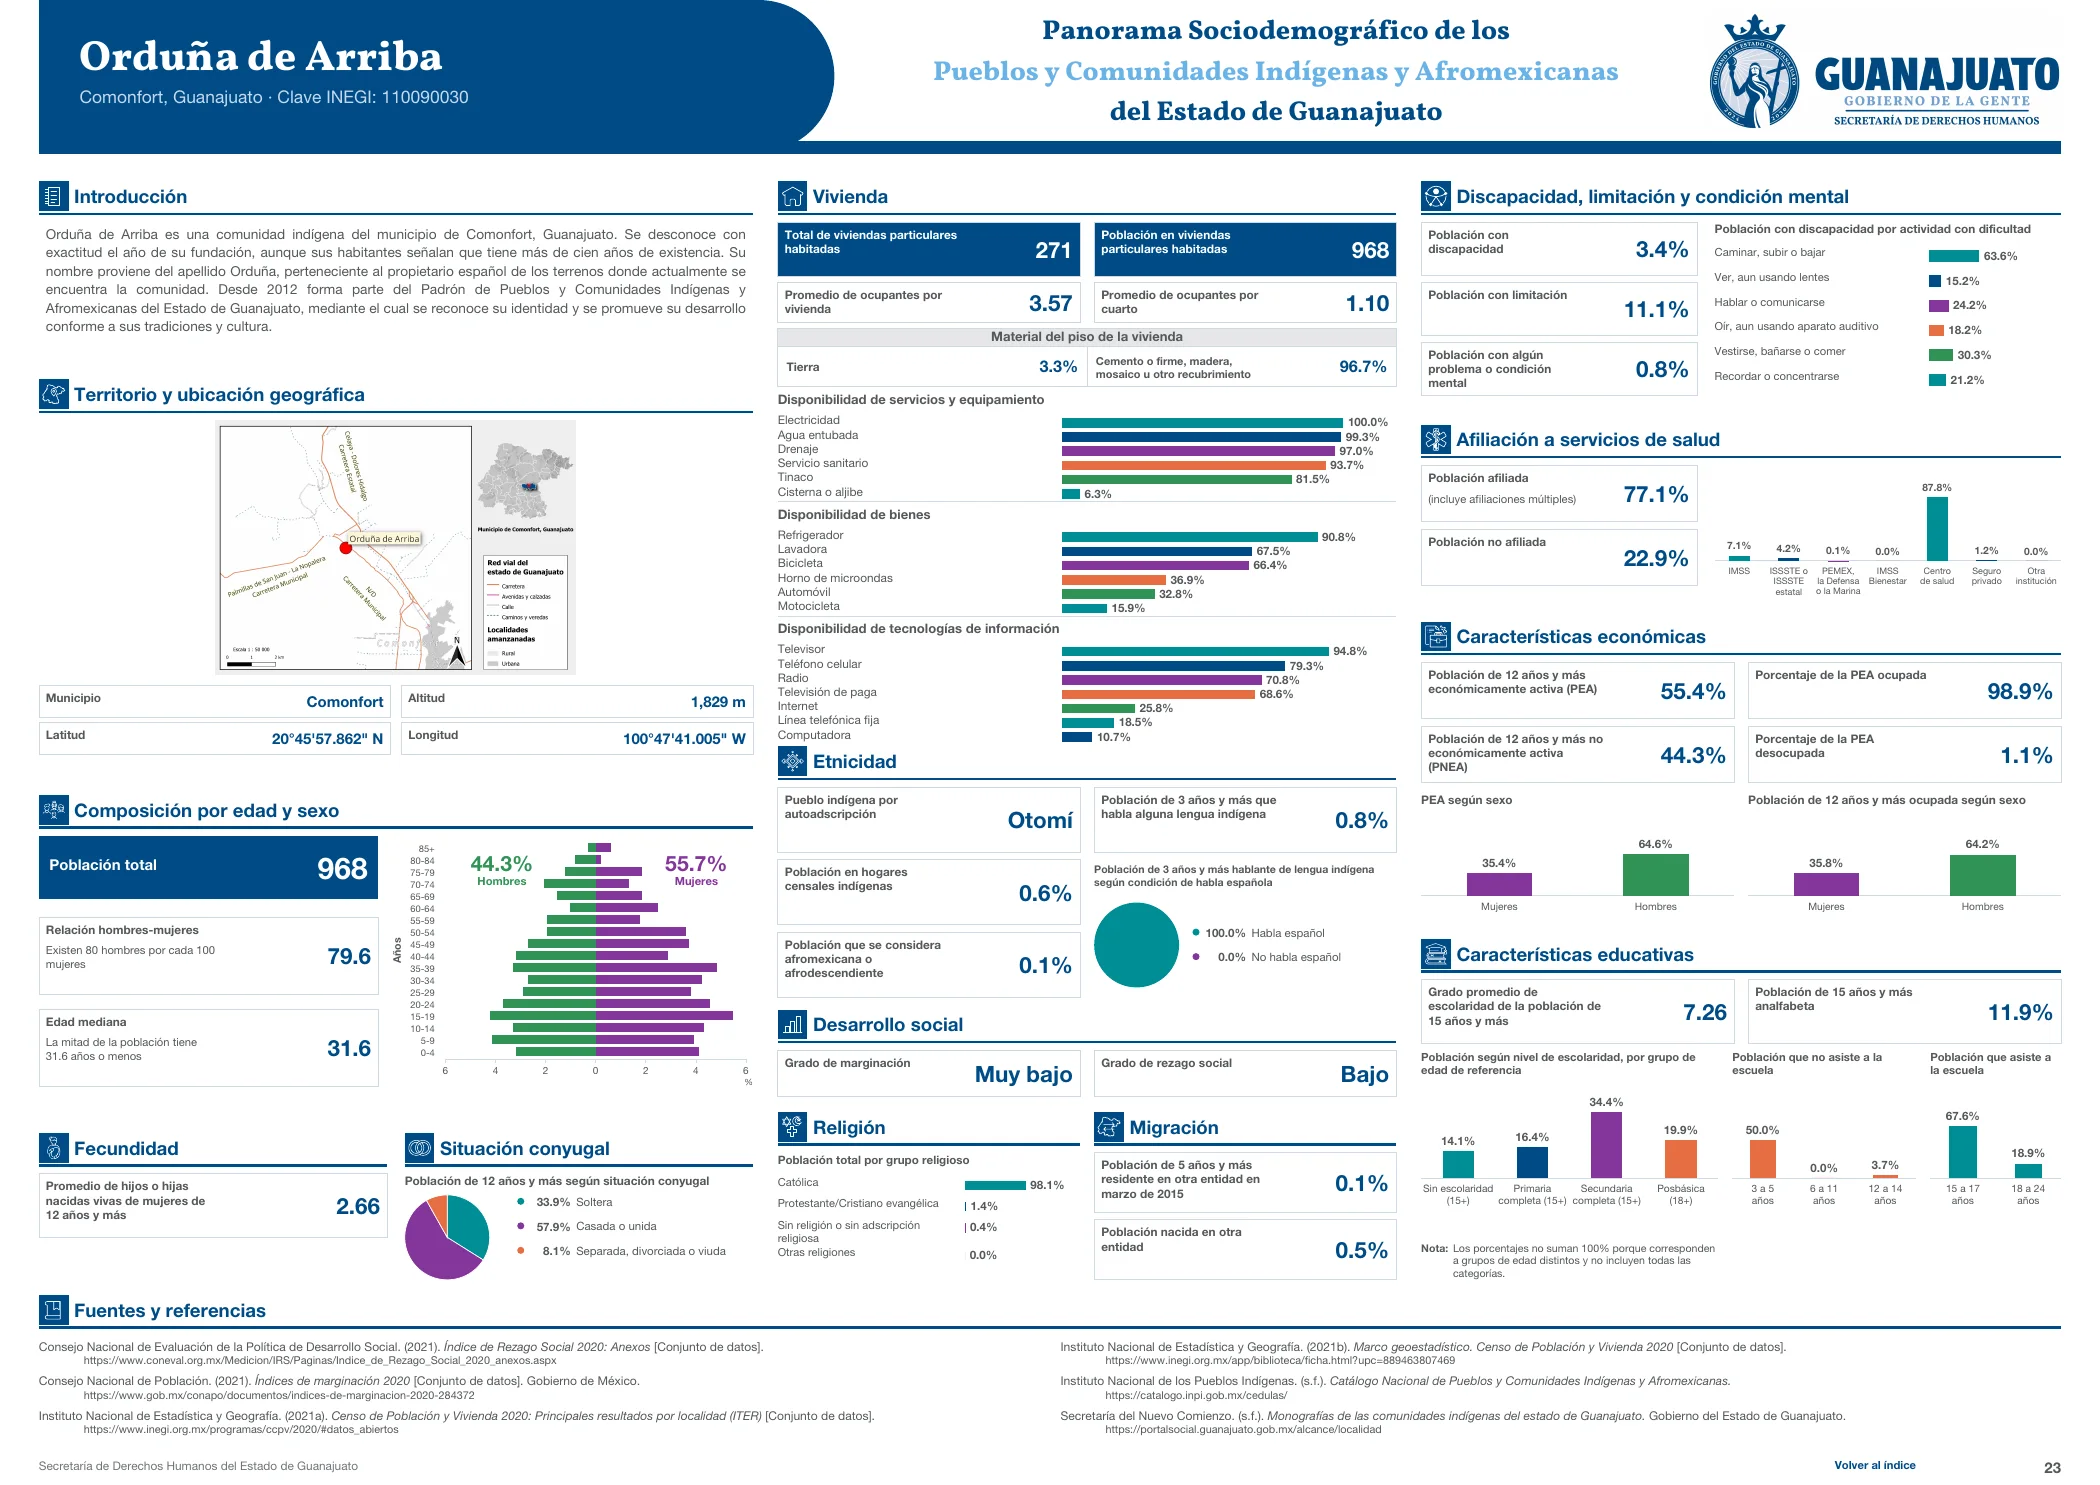 Orduña de Arriba
Comonfort, Guanajuato · Clave INEGI: 110090030
Panorama Sociodemográfico de los
Pueblos y Comunidades Indígenas y Afromexicanas
del Estado de Guanajuato
GUANAJUATO
GOBIERNO DE LA GENTE
SECRETARÍA DE DERECHOS HUMANOS
Introducción
Orduña de Arriba es una comunidad indígena del municipio de Comonfort, Guanajuato. Se desconoce con
exactitud el año de su fundación, aunque sus habitantes señalan que tiene más de cien años de existencia. Su
nombre proviene del apellido Orduña, perteneciente al propietario español de los terrenos donde actualmente se
encuentra la comunidad. Desde 2012 forma parte del Padrón de Pueblos y Comunidades Indígenas y
Afromexicanas del Estado de Guanajuato, mediante el cual se reconoce su identidad y se promueve su desarrollo
conforme a sus tradiciones y cultura.
Territorio y ubicación geográfica
Celaya - Dolores Hidalgo
Carretera Estatal
Orduña de Arriba
Palmillas de San Juan - La Nopalera
Carretera Municipal
N/D
Carretera Municipal
Comonf
Escala 1 : 50 000
0 1 2 km
N
Municipio de Comonfort, Guanajuato
Red vial del
estado de Guanajuato
Carretera
Avenidas y calzadas
Calle
Caminos y veredas
Localidades
amanzanadas
Rural
Urbana
Municipio
Comonfort
Altitud
1,829 m
Latitud
20°45'57.862" N
Longitud
100°47'41.005" W
Composición por edad y sexo
Población total
968
Relación hombres-mujeres
Existen 80 hombres por cada 100
mujeres
79.6
Edad mediana
La mitad de la población tiene
31.6 años o menos
31.6
44.3%
Hombres
55.7%
Mujeres
Años
85+
80-84
75-79
70-74
65-69
60-64
55-59
50-54
45-49
40-44
35-39
30-34
25-29
20-24
15-19
10-14
5-9
0-4
6 4 2 0 2 4 6
%
Fecundidad
Promedio de hijos o hijas
nacidas vivas de mujeres de
12 años y más
2.66
Situación conyugal
Población de 12 años y más según situación conyugal
33.9% Soltera
57.9% Casada o unida
8.1% Separada, divorciada o viuda
Vivienda
Total de viviendas particulares
habitadas
271
Población en viviendas
particulares habitadas
968
Promedio de ocupantes por
vivienda
3.57
Promedio de ocupantes por
cuarto
1.10
Material del piso de la vivienda
Tierra
3.3%
Cemento o firme, madera,
mosaico u otro recubrimiento
96.7%
Disponibilidad de servicios y equipamiento
Electricidad 100.0%
Agua entubada 99.3%
Drenaje 97.0%
Servicio sanitario 93.7%
Tinaco 81.5%
Cisterna o aljibe 6.3%
Disponibilidad de bienes
Refrigerador 90.8%
Lavadora 67.5%
Bicicleta 66.4%
Horno de microondas 36.9%
Automóvil 32.8%
Motocicleta 15.9%
Disponibilidad de tecnologías de información
Televisor 94.8%
Teléfono celular 79.3%
Radio 70.8%
Televisión de paga 68.6%
Internet 25.8%
Línea telefónica fija 18.5%
Computadora 10.7%
Etnicidad
Pueblo indígena por
autoadscripción
Otomí
Población de 3 años y más que
habla alguna lengua indígena
0.8%
Población en hogares
censales indígenas
0.6%
Población que se considera
afromexicana o
afrodescendiente
0.1%
Población de 3 años y más hablante de lengua indígena
según condición de habla española
100.0% Habla español
0.0% No habla español
Desarrollo social
Grado de marginación
Muy bajo
Grado de rezago social
Bajo
Religión
Población total por grupo religioso
Católica 98.1%
Protestante/Cristiano evangélica 1.4%
Sin religión o sin adscripción
religiosa
0.4%
Otras religiones 0.0%
Migración
Población de 5 años y más
residente en otra entidad en
marzo de 2015
0.1%
Población nacida en otra
entidad
0.5%
Discapacidad, limitación y condición mental
Población con
discapacidad
3.4%
Población con limitación
11.1%
Población con algún
problema o condición
mental
0.8%
Población con discapacidad por actividad con dificultad
Caminar, subir o bajar 63.6%
Ver, aun usando lentes 15.2%
Hablar o comunicarse 24.2%
Oír, aun usando aparato auditivo 18.2%
Vestirse, bañarse o comer 30.3%
Recordar o concentrarse 21.2%
Afiliación a servicios de salud
Población afiliada
(incluye afiliaciones múltiples)
77.1%
Población no afiliada
22.9%
7.1% 4.2% 0.1% 0.0% 87.8% 1.2% 0.0%
IMSS
ISSSTE o
ISSSTE
estatal
PEMEX,
la Defensa
o la Marina
IMSS
Bienestar
Centro
de salud
Seguro
privado
Otra
institución
Características económicas
Población de 12 años y más
económicamente activa (PEA)
55.4%
Porcentaje de la PEA ocupada
98.9%
Población de 12 años y más no
económicamente activa
(PNEA)
44.3%
Porcentaje de la PEA
desocupada
1.1%
PEA según sexo
35.4% 64.6%
Mujeres Hombres
Población de 12 años y más ocupada según sexo
35.8% 64.2%
Mujeres Hombres
Características educativas
Grado promedio de
escolaridad de la población de
15 años y más
7.26
Población de 15 años y más
analfabeta
11.9%
Población según nivel de escolaridad, por grupo de
edad de referencia
14.1% 16.4% 34.4% 19.9%
Sin escolaridad
(15+)
Primaria
completa (15+)
Secundaria
completa (15+)
Posbásica
(18+)
Población que no asiste a la
escuela
50.0% 0.0% 3.7%
3 a 5
años
6 a 11
años
12 a 14
años
Población que asiste a
la escuela
67.6% 18.9%
15 a 17
años
18 a 24
años
Nota: Los porcentajes no suman 100% porque corresponden
a grupos de edad distintos y no incluyen todas las
categorías.
Fuentes y referencias
Consejo Nacional de Evaluación de la Política de Desarrollo Social. (2021). Índice de Rezago Social 2020: Anexos [Conjunto de datos].
https://www.coneval.org.mx/Medicion/IRS/Paginas/Indice_de_Rezago_Social_2020_anexos.aspx
Consejo Nacional de Población. (2021). Índices de marginación 2020 [Conjunto de datos]. Gobierno de México.
https://www.gob.mx/conapo/documentos/indices-de-marginacion-2020-284372
Instituto Nacional de Estadística y Geografía. (2021a). Censo de Población y Vivienda 2020: Principales resultados por localidad (ITER) [Conjunto de datos].
https://www.inegi.org.mx/programas/ccpv/2020/#datos_abiertos
Instituto Nacional de Estadística y Geografía. (2021b). Marco geoestadístico. Censo de Población y Vivienda 2020 [Conjunto de datos].
https://www.inegi.org.mx/app/biblioteca/ficha.html?upc=889463807469
Instituto Nacional de los Pueblos Indígenas. (s.f.). Catálogo Nacional de Pueblos y Comunidades Indígenas y Afromexicanas.
https://catalogo.inpi.gob.mx/cedulas/
Secretaría del Nuevo Comienzo. (s.f.). Monografías de las comunidades indígenas del estado de Guanajuato. Gobierno del Estado de Guanajuato.
https://portalsocial.guanajuato.gob.mx/alcance/localidad
Secretaría de Derechos Humanos del Estado de Guanajuato
Volver al índice
23